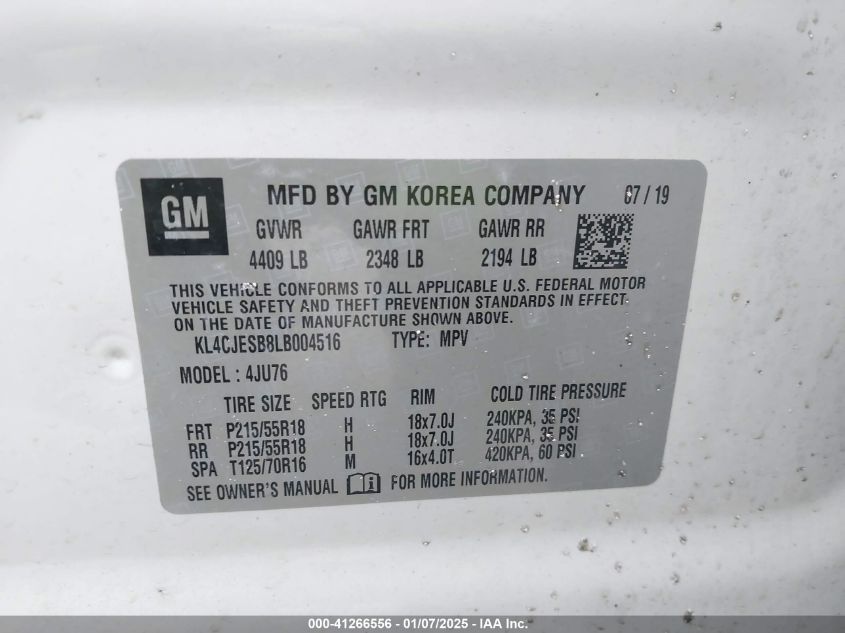 GM
MFD BY GM KOREA COMPANY 07/19
GVWR GAWR FRT GAWR RR
4409 LB 2348 LB 2194 LB
THIS VEHICLE CONFORMS TO ALL APPLICABLE U.S. FEDERAL MOTOR
VEHICLE SAFETY AND THEFT PREVENTION STANDARDS IN EFFECT
ON THE DATE OF MANUFACTURE SHOWN ABOVE.
KL4CJESB8LB004516 TYPE: MPV
MODEL : 4JU76
TIRE SIZE SPEED RTG RIM COLD TIRE PRESSURE
FRT P215/55R18 H 18x7.0J 240KPA, 35 PSI
RR P215/55R18 H 18x7.0J 240KPA, 35 PSI
SPA T125/70R16 M 16x4.0T 420KPA, 60 PSI
SEE OWNER'S MANUAL i FOR MORE INFORMATION.
000-41266556 - 01/07/2025 - IAA Inc.